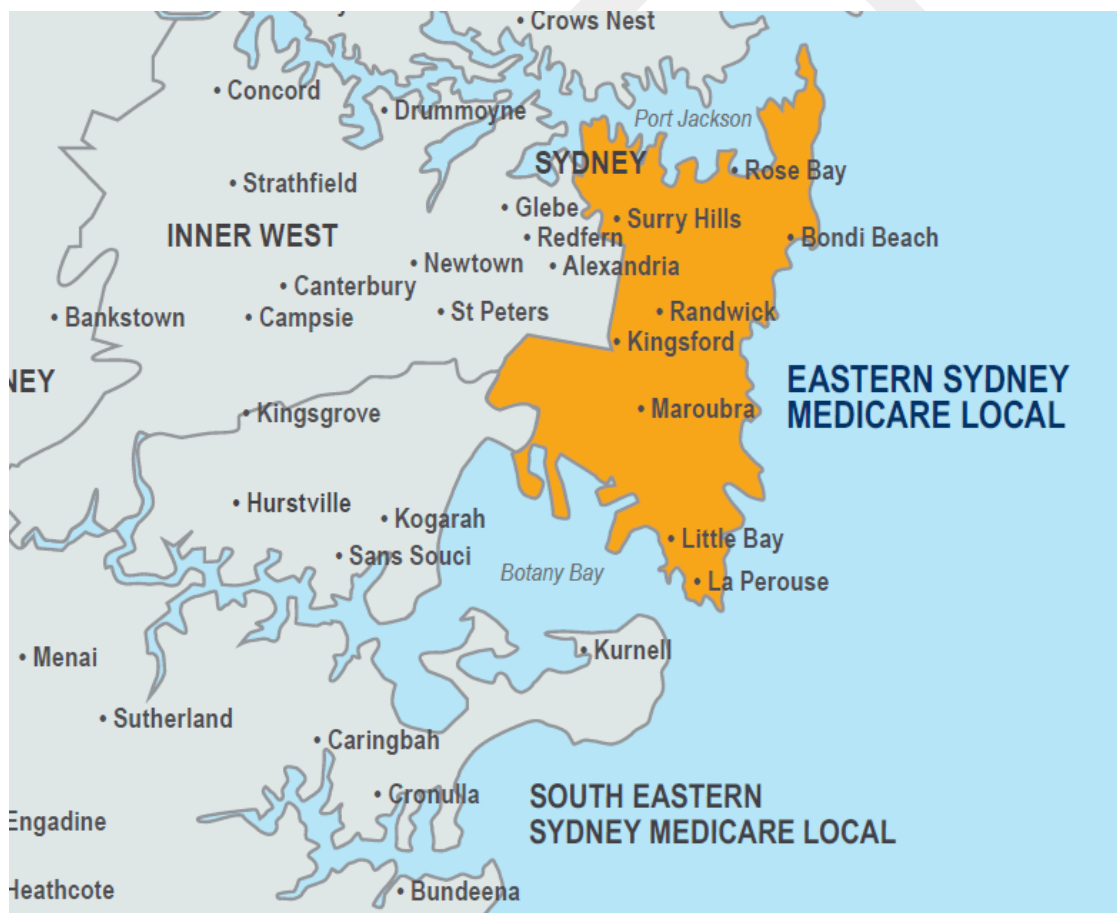 • Crows Nest
• Concord
• Drummoyne
Port Jackson
SYDNEY
• Rose Bay
• Strathfield
• Glebe
• Surry Hills
INNER WEST
• Redfern
• Bondi Beach
• Newtown
• Alexandria
• Canterbury
• Bankstown
• Campsie
• St Peters
• Randwick
• Kingsford
NEY
EASTERN SYDNEY
MEDICARE LOCAL
• Kingsgrove
• Maroubra
• Hurstville
• Kogarah
• Little Bay
• Sans Souci
Botany Bay
• La Perouse
• Menai
• Kurnell
• Sutherland
• Caringbah
• Cronulla
SOUTH EASTERN
SYDNEY MEDICARE LOCAL
Engadine
Heathcote
• Bundeena